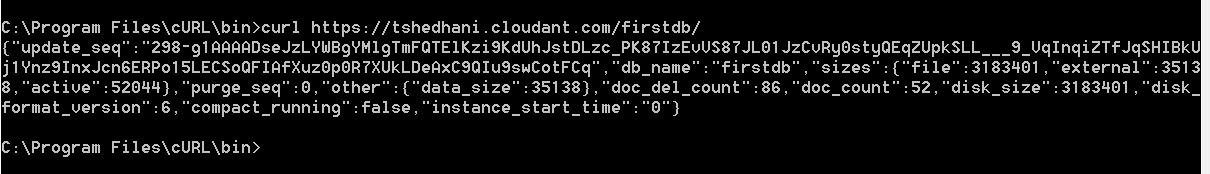 C:\Program Files\cURL\bin>curl https://tshedhani.cloudant.com/firstdb/
{"update_seq":"298-g1AAAADseJzLYWBgYMlgTmFQTElKzi9KdUhJstDLzc_PK87IzEvVS87JL01JzCvRy0styQEqZUpkSLL___9_VqInqiZTfJqSHIBkUj
j1Ynz9InxJcn6ERPo15LECSoQFIAfXuz0p0R7XUkLDeAxC9QIu9swCotFCq","db_name":"firstdb","sizes":{"file":3183401,"external":3513
8,"active":52044},"purge_seq":0,"other":{"data_size":35138},"doc_del_count":86,"doc_count":52,"disk_size":3183401,"disk_
format_version":6,"compact_running":false,"instance_start_time":"0"}
C:\Program Files\cURL\bin>